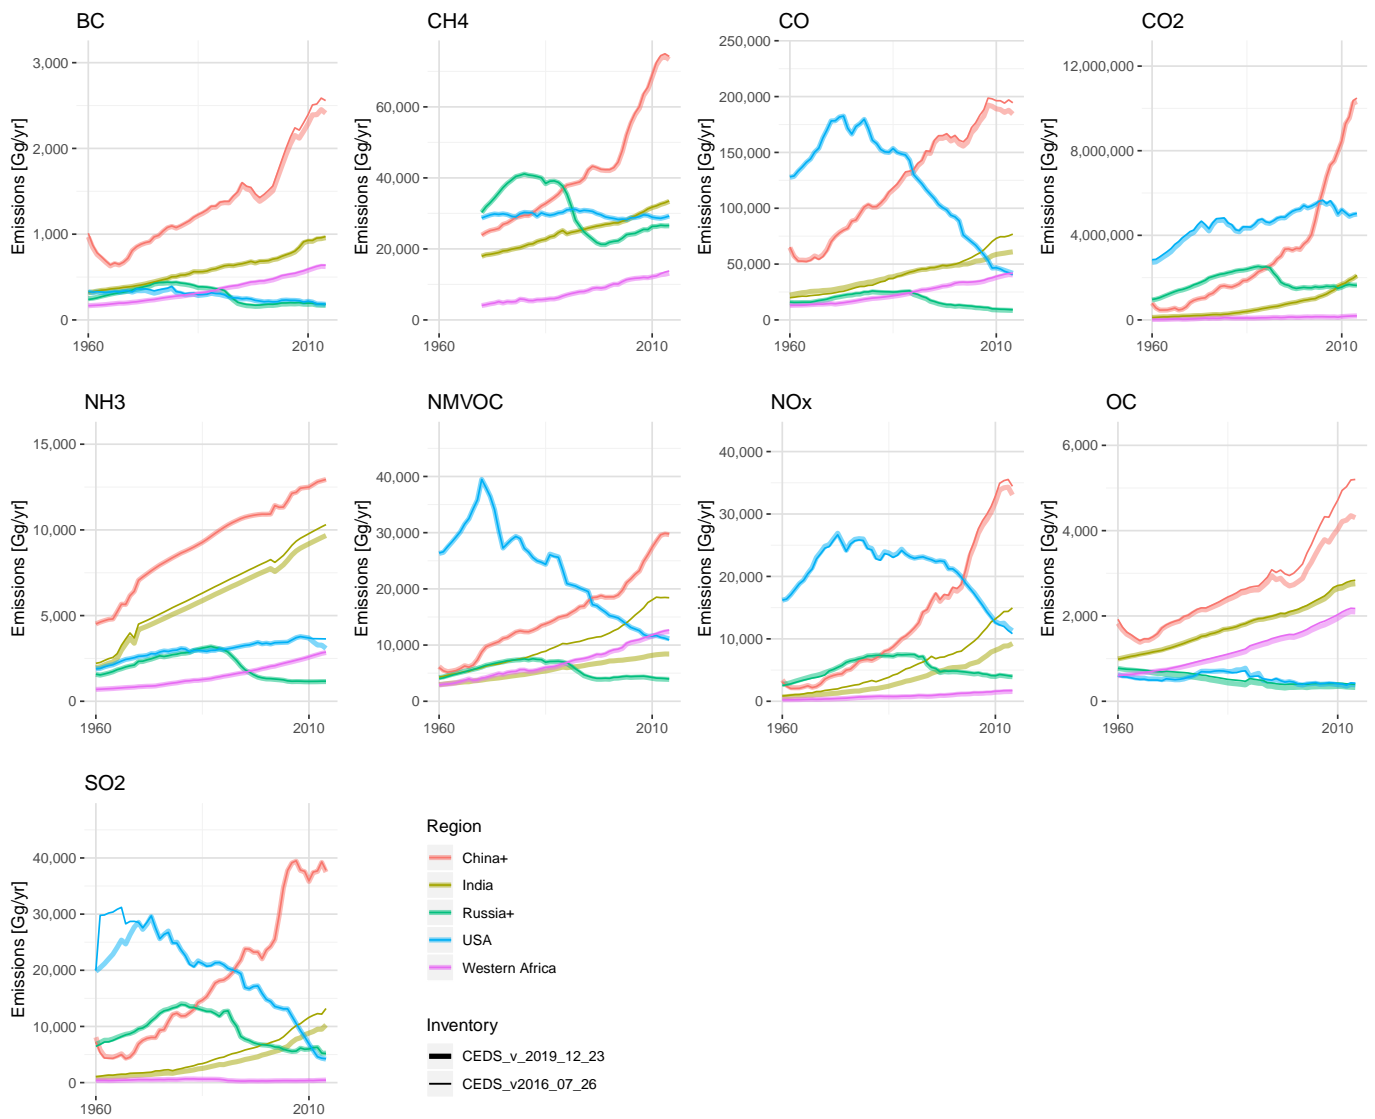 BC
CH4
CO
CO2
Emissions [Gg/yr]
3,000
2,000
1,000
0
1960
2010
Emissions [Gg/yr]
60,000
40,000
20,000
0
1960
2010
Emissions [Gg/yr]
250,000
200,000
150,000
100,000
50,000
0
1960
2010
Emissions [Gg/yr]
12,000,000
8,000,000
4,000,000
0
1960
2010
NH3
NMVOC
NOx
OC
Emissions [Gg/yr]
15,000
10,000
5,000
0
1960
2010
Emissions [Gg/yr]
40,000
30,000
20,000
10,000
0
1960
2010
Emissions [Gg/yr]
40,000
30,000
20,000
10,000
0
1960
2010
Emissions [Gg/yr]
6,000
4,000
2,000
0
1960
2010
SO2
Emissions [Gg/yr]
40,000
30,000
20,000
10,000
0
1960
2010
Region
China+
India
Russia+
USA
Western Africa
Inventory
CEDS_v_2019_12_23
CEDS_v2016_07_26